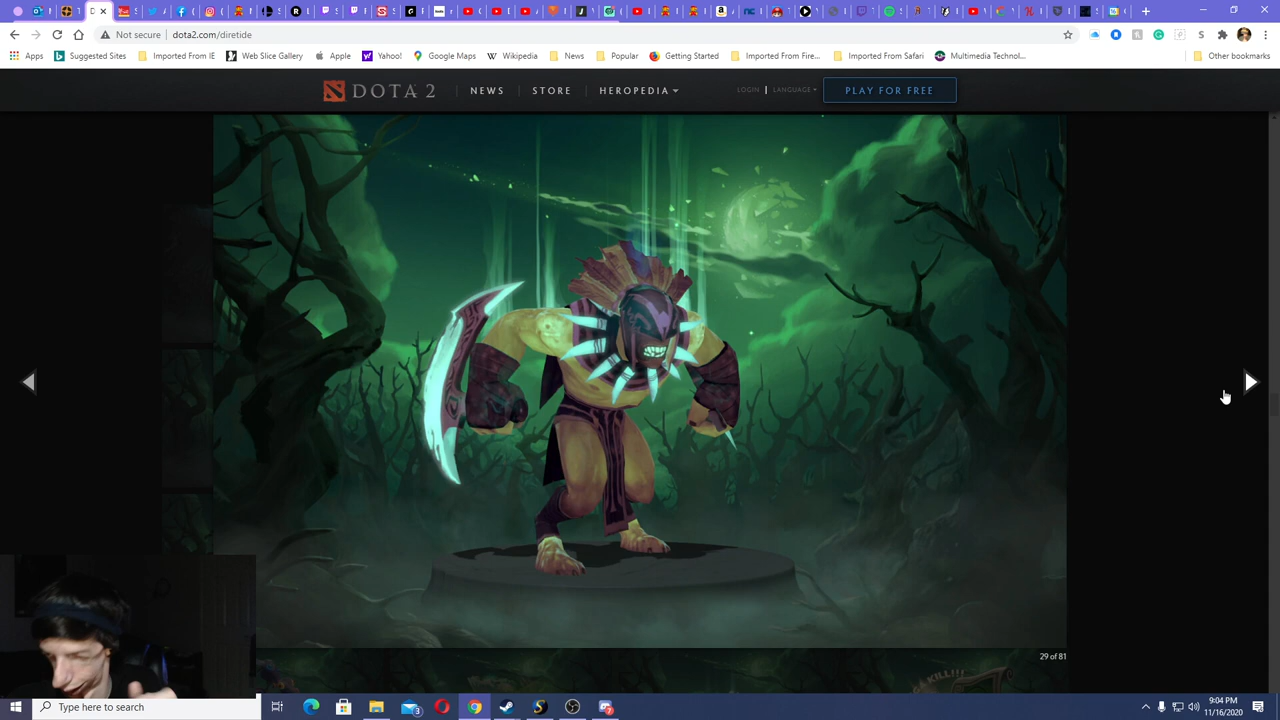 Not secure | dota2.com/diretide
Apps Suggested Sites Imported From IE Web Slice Gallery Apple Yahoo! Google Maps Wikipedia News Popular Getting Started Imported From Fire... Imported From Safari Multimedia Technol... Other bookmarks
DOTA 2 NEWS STORE HEROPEDIA LOGIN | LANGUAGE PLAY FOR FREE
29 of 81
KILL!!!
Type here to search
9:04 PM
11/16/2020